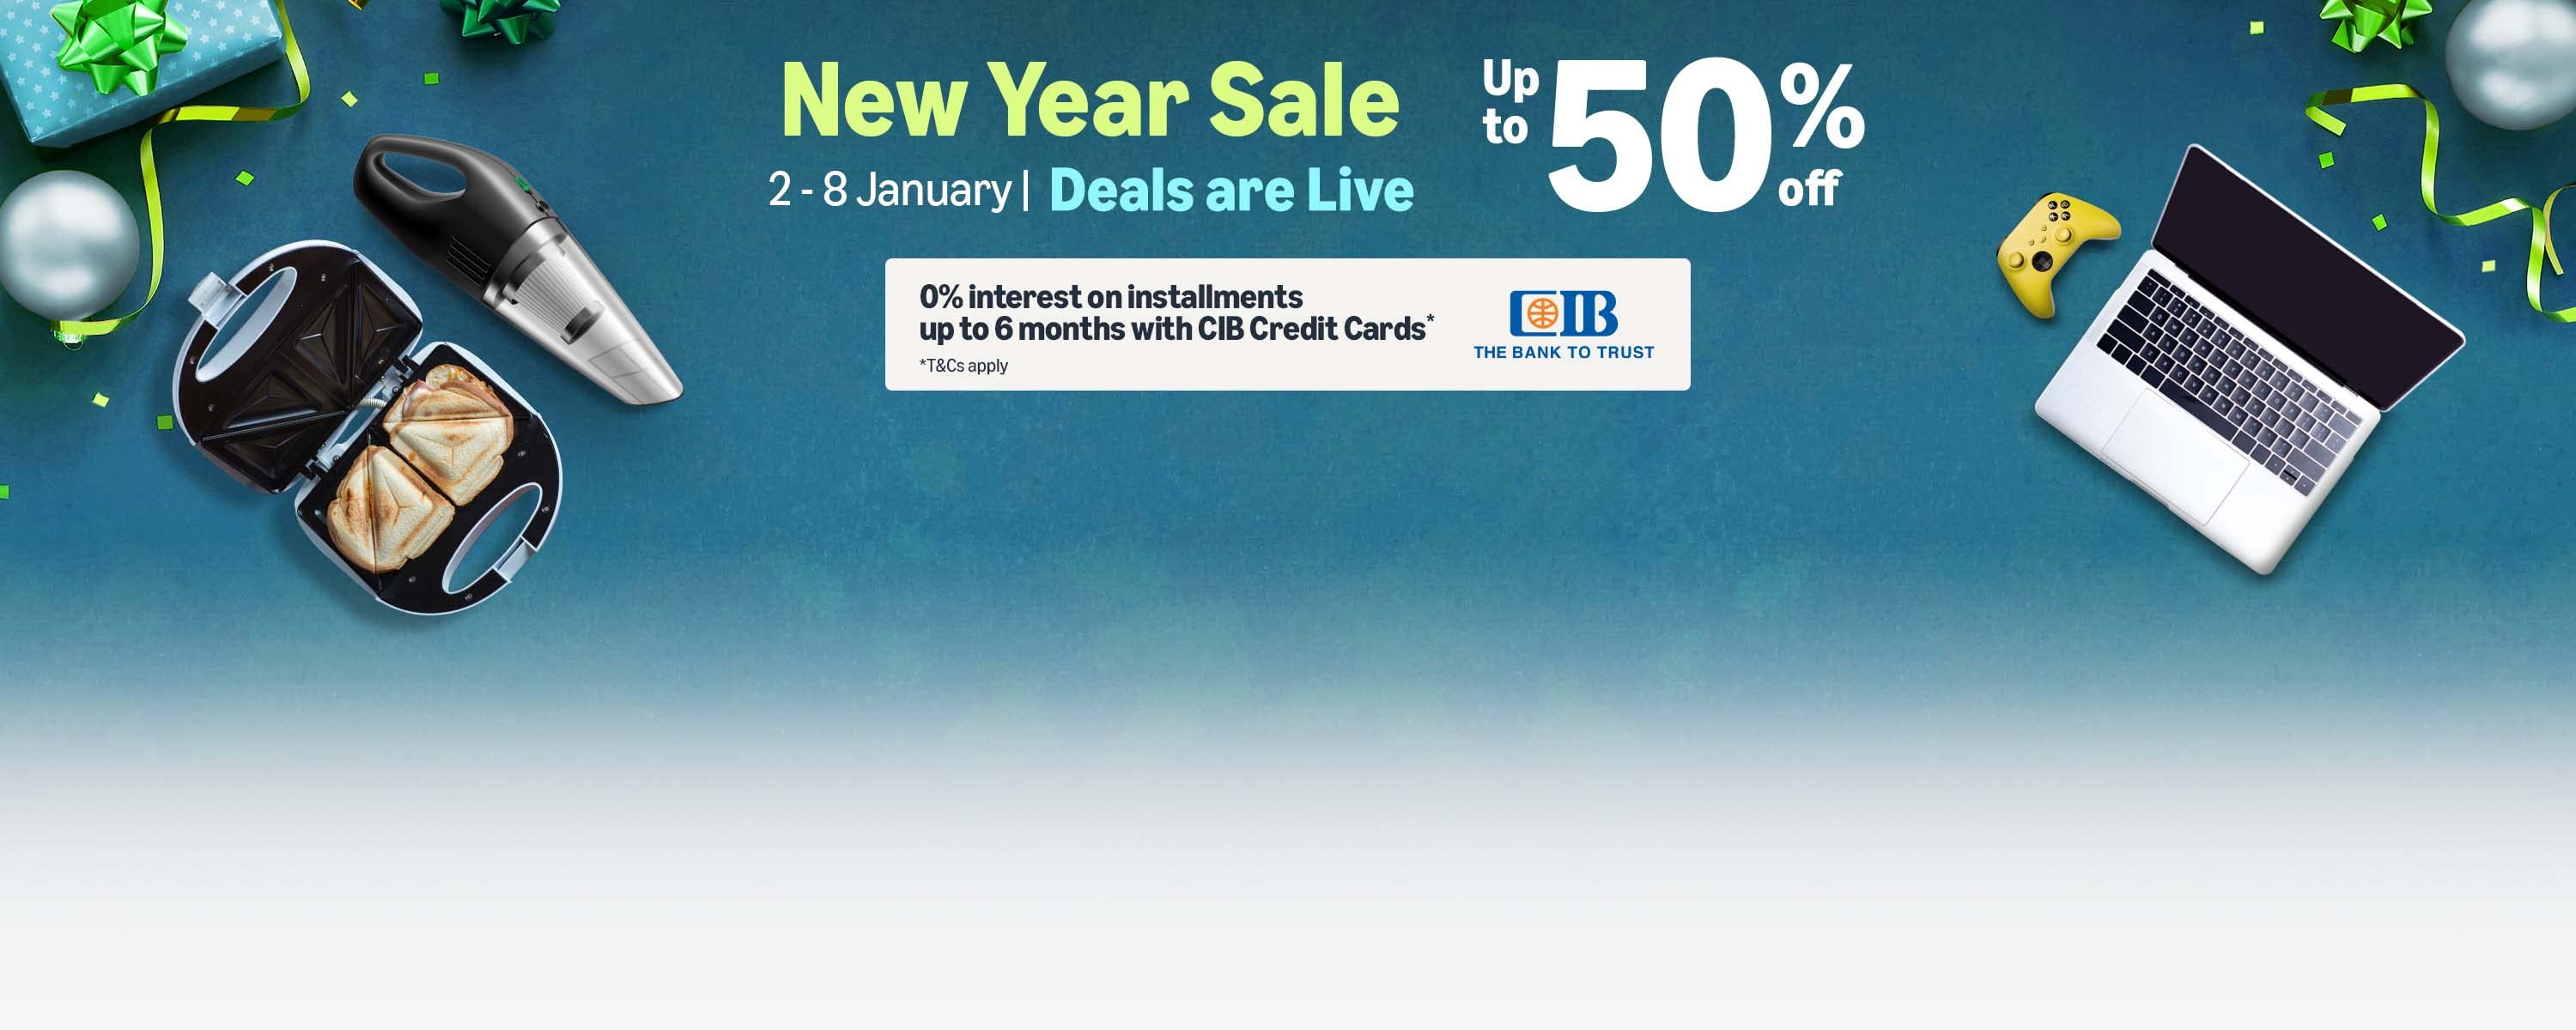 New Year Sale
2 - 8 January | Deals are Live
Up
to
50%
off
0% interest on installments
up to 6 months with CIB Credit Cards*
*T&Cs apply
CIB
THE BANK TO TRUST